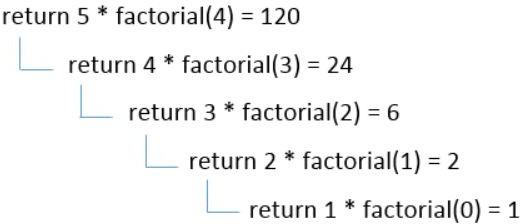 return 5 * factorial(4) = 120
return 4 * factorial(3) = 24
return 3 * factorial(2) = 6
return 2 * factorial(1) = 2
return 1 * factorial(0) = 1